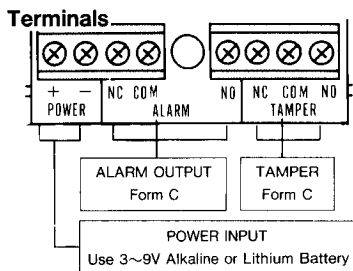 Terminals
+ − NC COM NO NC COM NO
POWER ALARM TAMPER
ALARM OUTPUT
Form C
TAMPER
Form C
POWER INPUT
Use 3~9V Alkaline or Lithium Battery